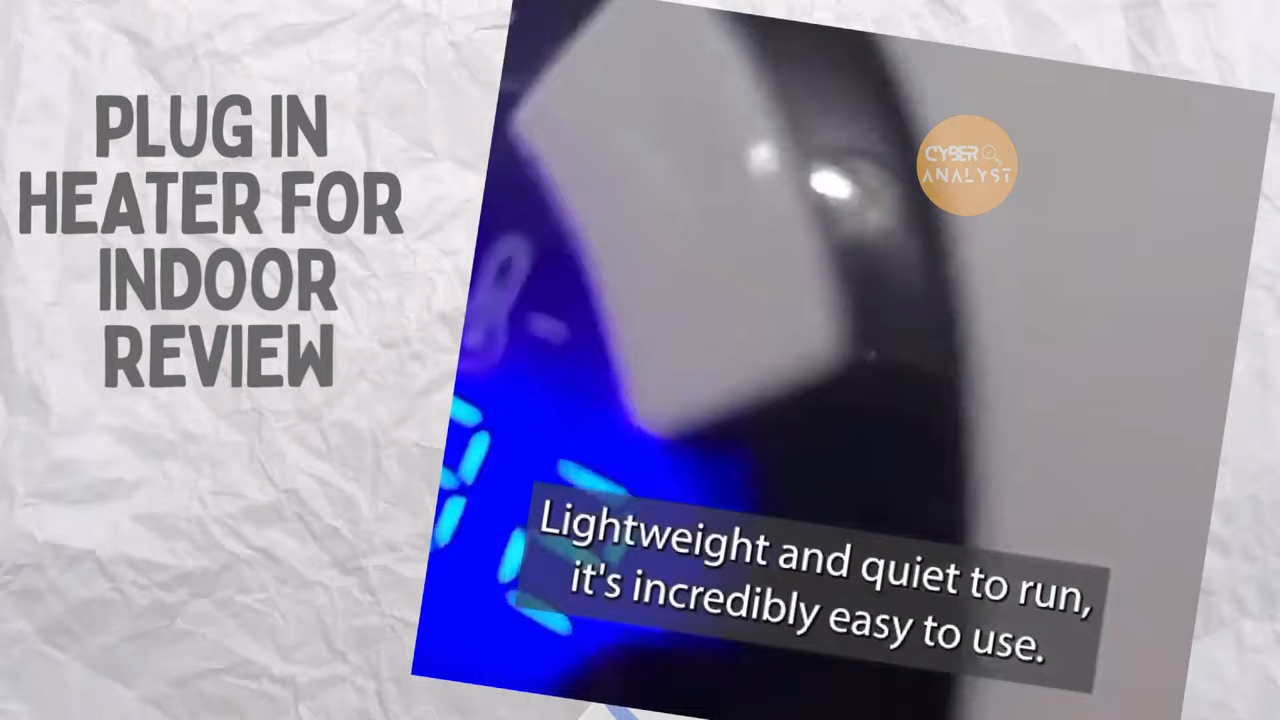 PLUG IN
HEATER FOR
INDOOR
REVIEW
CYBER
ANALYST
Lightweight and quiet to run,
it's incredibly easy to use.